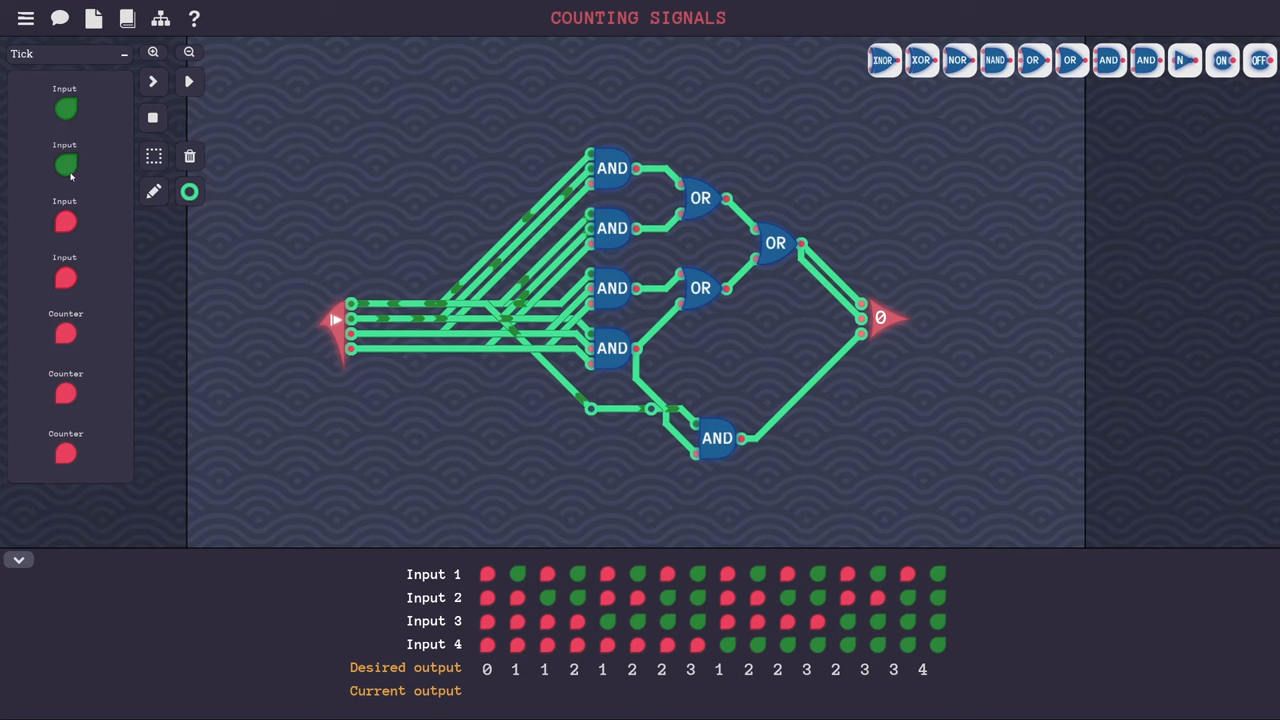 COUNTING SIGNALS
?
Tick
XNOR XOR NOR NAND OR OR AND AND N ON OFF
Input
Input
Input
Input
Counter
Counter
Counter
AND
OR
AND
OR
AND
OR
AND
AND
0
Input 1
Input 2
Input 3
Input 4
Desired output 0 1 1 2 1 2 2 3 1 2 2 3 2 3 3 4
Current output